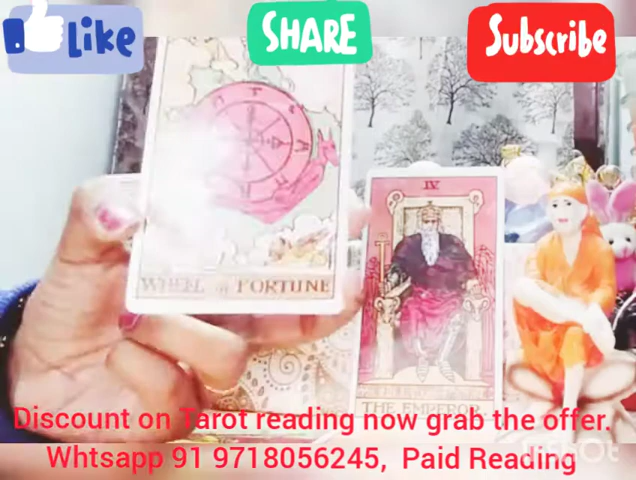 Like
SHARE
Subscribe
IV
WHEEL of FORTUNE
THE EMPEROR.
Discount on Tarot reading now grab the offer.
Whtsapp 91 9718056245, Paid Reading